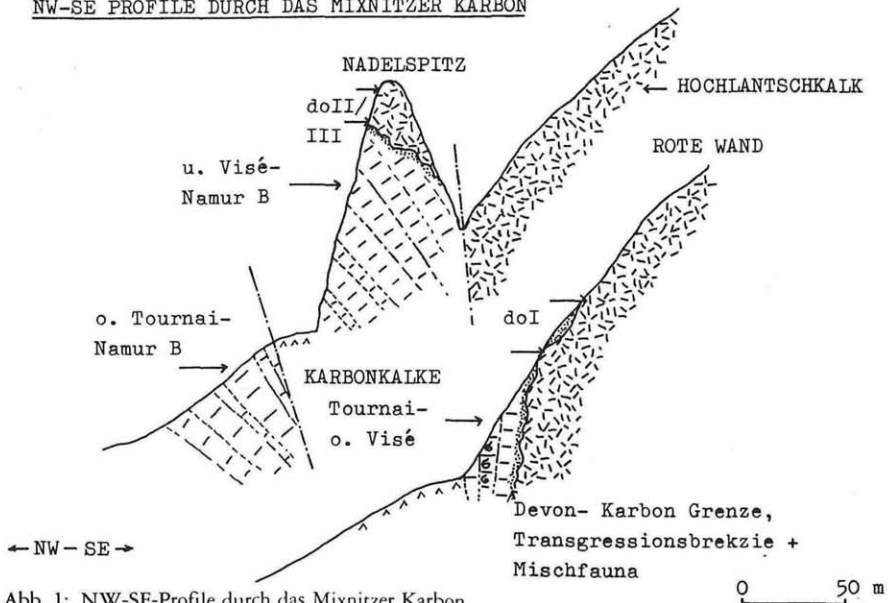 NW-SE PROFILE DURCH DAS MIXNITZER KARBON
NADELSPITZ
doII/
III
HOCHLANTSCHKALK
ROTE WAND
u. Visé-
Namur B
o. Tournai-
Namur B
doI
KARBONKALKE
Tournai-
o. Visé
Devon- Karbon Grenze,
Transgressionsbrekzie +
Mischfauna
←NW-SE→
0 50 m
Abb. 1: NW-SE-Profile durch das Mixnitzer Karbon